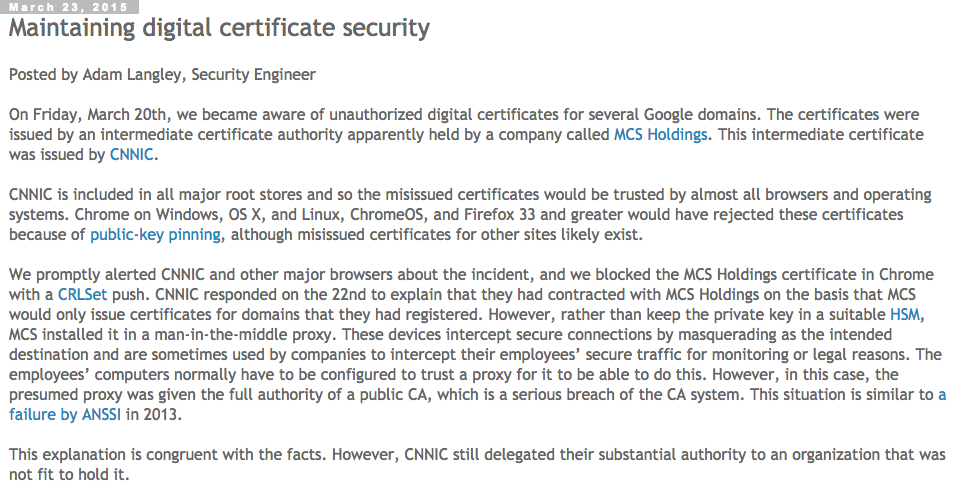 March 23, 2015
Maintaining digital certificate security
Posted by Adam Langley, Security Engineer
On Friday, March 20th, we became aware of unauthorized digital certificates for several Google domains. The certificates were
issued by an intermediate certificate authority apparently held by a company called MCS Holdings. This intermediate certificate
was issued by CNNIC.
CNNIC is included in all major root stores and so the misissued certificates would be trusted by almost all browsers and operating
systems. Chrome on Windows, OS X, and Linux, ChromeOS, and Firefox 33 and greater would have rejected these certificates
because of public-key pinning, although misissued certificates for other sites likely exist.
We promptly alerted CNNIC and other major browsers about the incident, and we blocked the MCS Holdings certificate in Chrome
with a CRLSet push. CNNIC responded on the 22nd to explain that they had contracted with MCS Holdings on the basis that MCS
would only issue certificates for domains that they had registered. However, rather than keep the private key in a suitable HSM,
MCS installed it in a man-in-the-middle proxy. These devices intercept secure connections by masquerading as the intended
destination and are sometimes used by companies to intercept their employees’ secure traffic for monitoring or legal reasons. The
employees’ computers normally have to be configured to trust a proxy for it to be able to do this. However, in this case, the
presumed proxy was given the full authority of a public CA, which is a serious breach of the CA system. This situation is similar to a
failure by ANSSI in 2013.
This explanation is congruent with the facts. However, CNNIC still delegated their substantial authority to an organization that was
not fit to hold it.